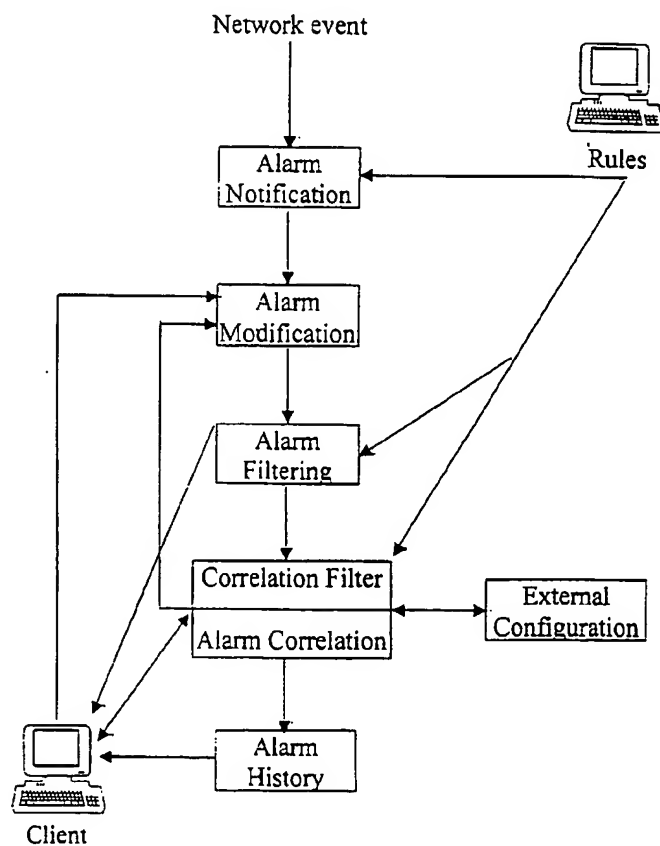 Network event
Rules
Alarm
Notification
Alarm
Modification
Alarm
Filtering
Correlation Filter
Alarm Correlation
External
Configuration
Alarm
History
Client